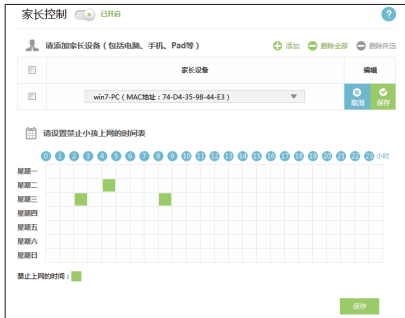 家长控制 已开启 ?
请添加家长设备（包括电脑、手机、Pad等） 添加 删除全部 删除所选
家长设备 编辑
win7-PC ( MAC地址：74-D4-35-98-44-E3 ) 取消 保存
请设置禁止小孩上网的时间表
0 1 2 3 4 5 6 7 8 9 10 11 12 13 14 15 16 17 18 19 20 21 22 23 小时
星期一
星期二
星期三
星期四
星期五
星期六
星期日
禁止上网的时间：
保存